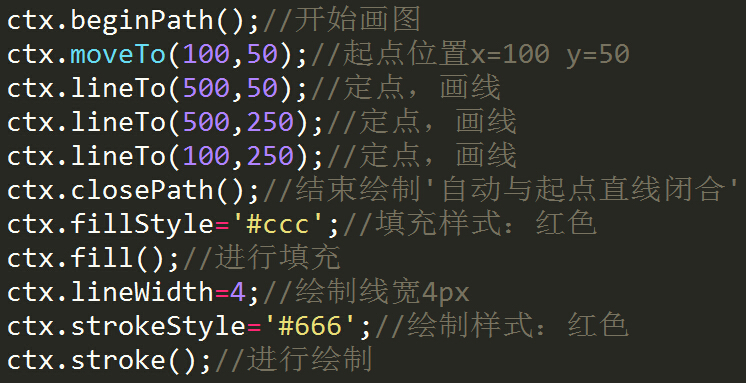 ctx.beginPath();//开始画图
ctx.moveTo(100,50);//起点位置x=100 y=50
ctx.lineTo(500,50);//定点，画线
ctx.lineTo(500,250);//定点，画线
ctx.lineTo(100,250);//定点，画线
ctx.closePath();//结束绘制'自动与起点直线闭合'
ctx.fillStyle='#ccc';//填充样式：红色
ctx.fill();//进行填充
ctx.lineWidth=4;//绘制线宽4px
ctx.strokeStyle='#666';//绘制样式：红色
ctx.stroke();//进行绘制